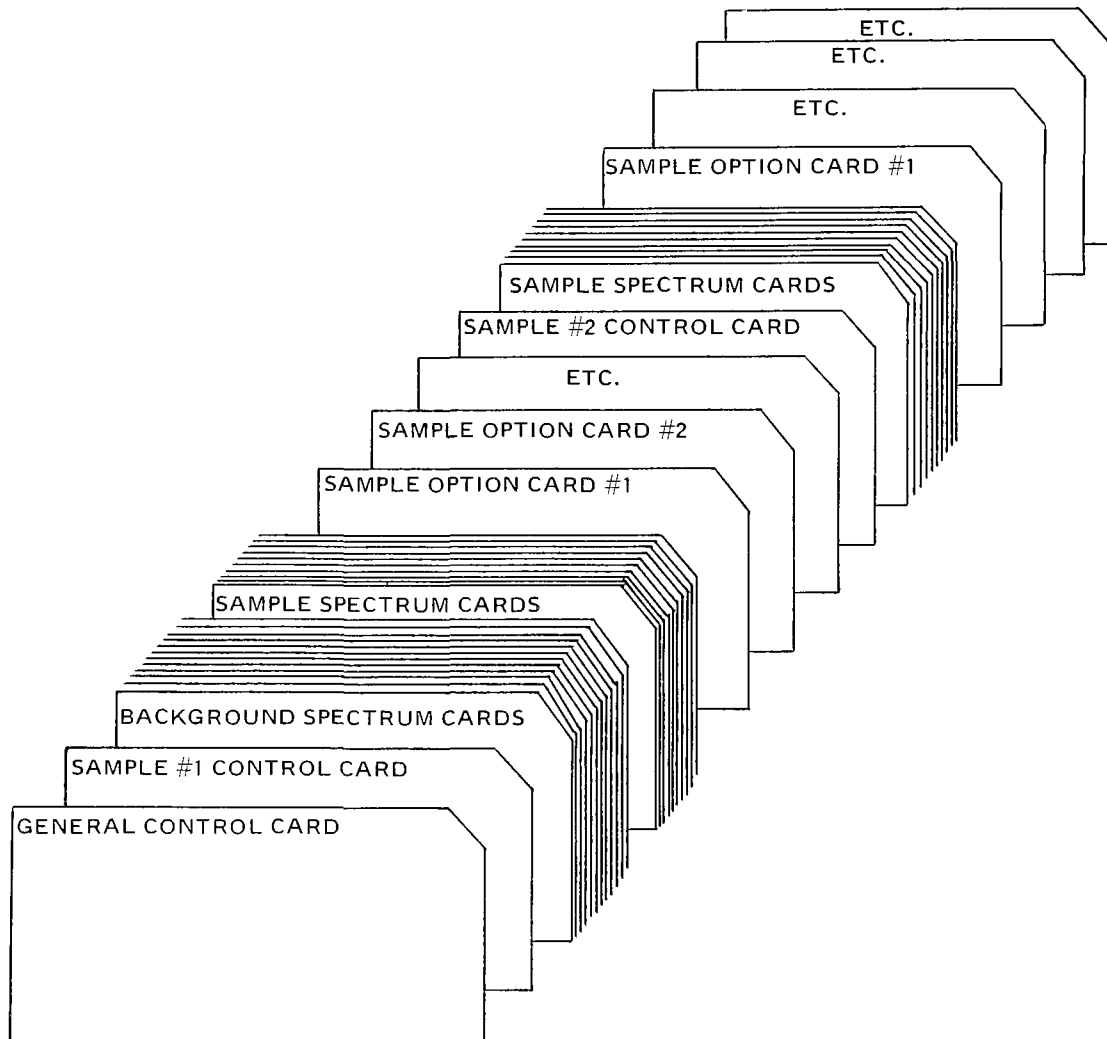 ETC.
ETC.
ETC.
SAMPLE OPTION CARD #1
SAMPLE SPECTRUM CARDS
SAMPLE #2 CONTROL CARD
ETC.
SAMPLE OPTION CARD #2
SAMPLE OPTION CARD #1
SAMPLE SPECTRUM CARDS
BACKGROUND SPECTRUM CARDS
SAMPLE #1 CONTROL CARD
GENERAL CONTROL CARD